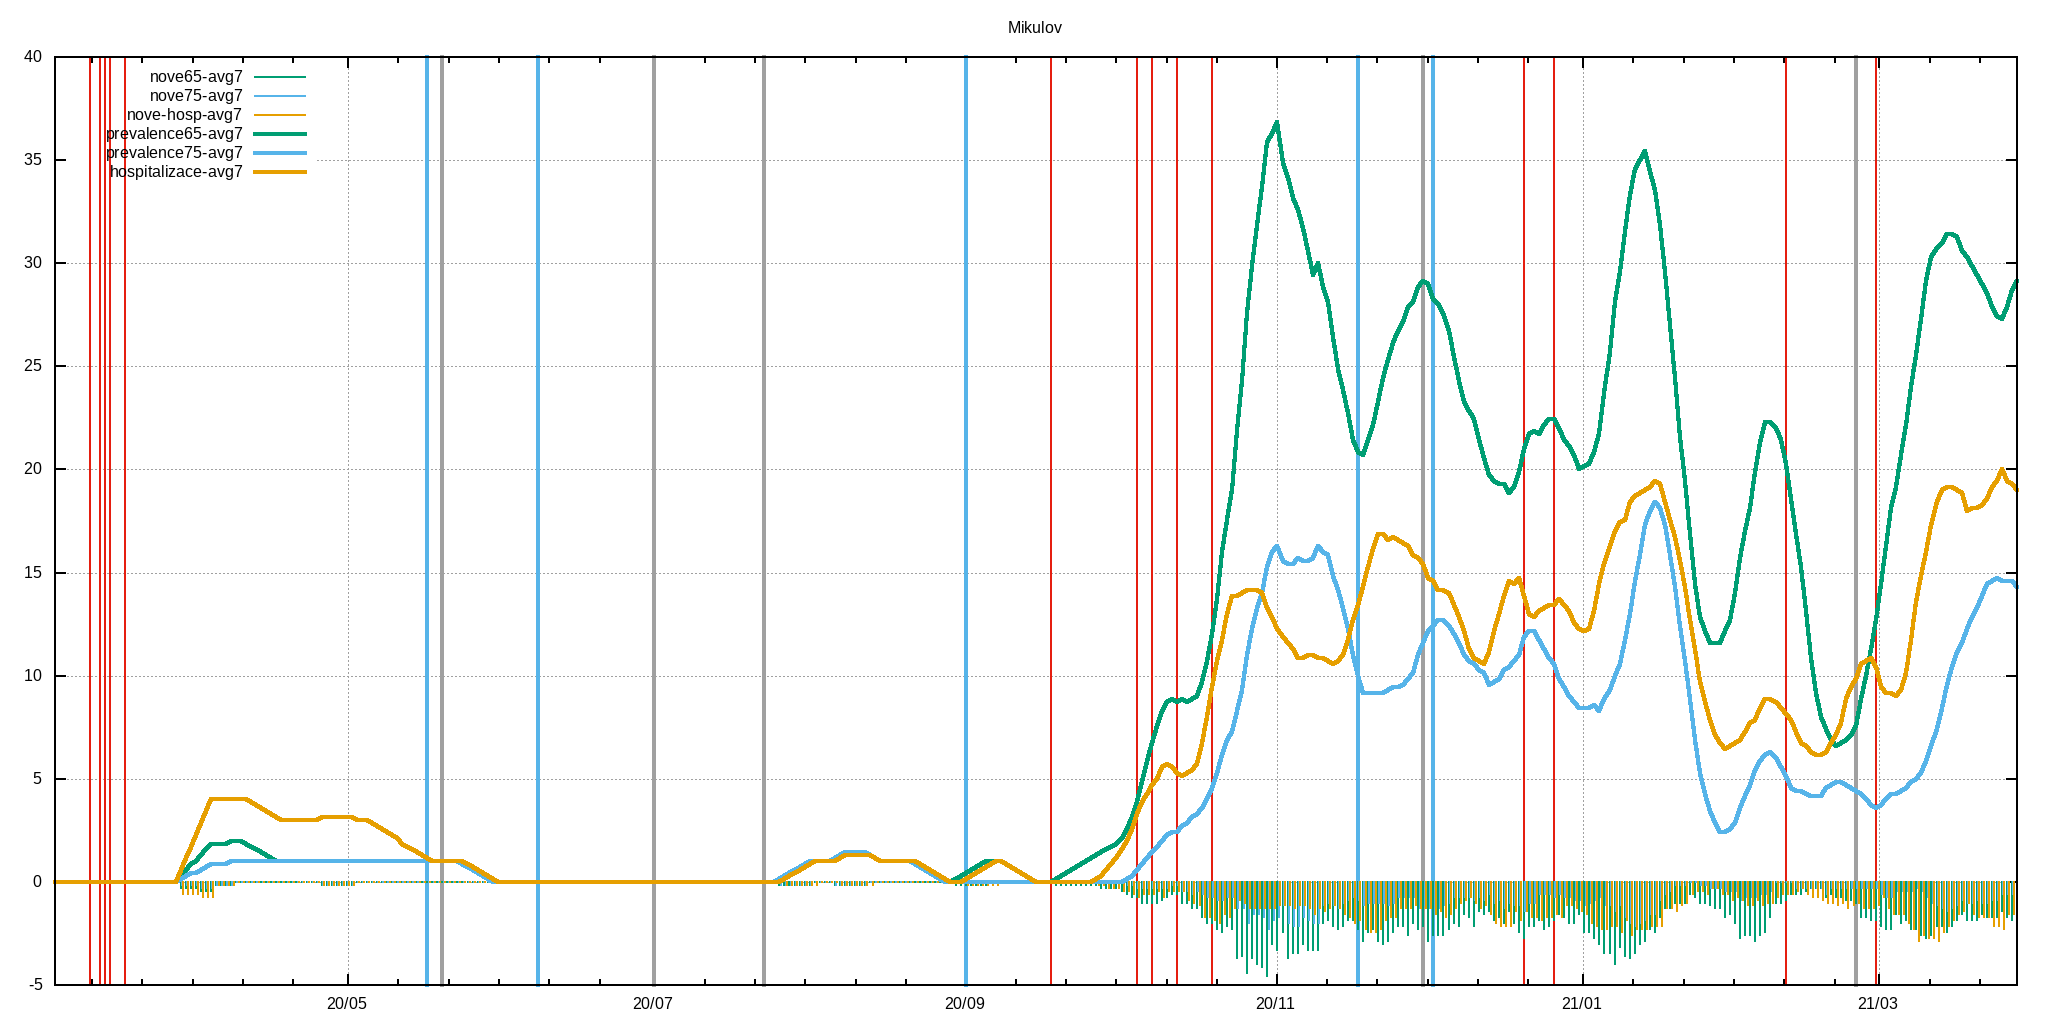 Mikulov
40
35
30
25
20
15
10
5
0
-5
nove65-avg7
nove75-avg7
nove-hosp-avg7
prevalence65-avg7
prevalence75-avg7
hospitalizace-avg7
20/05 20/07 20/09 20/11 21/01 21/03